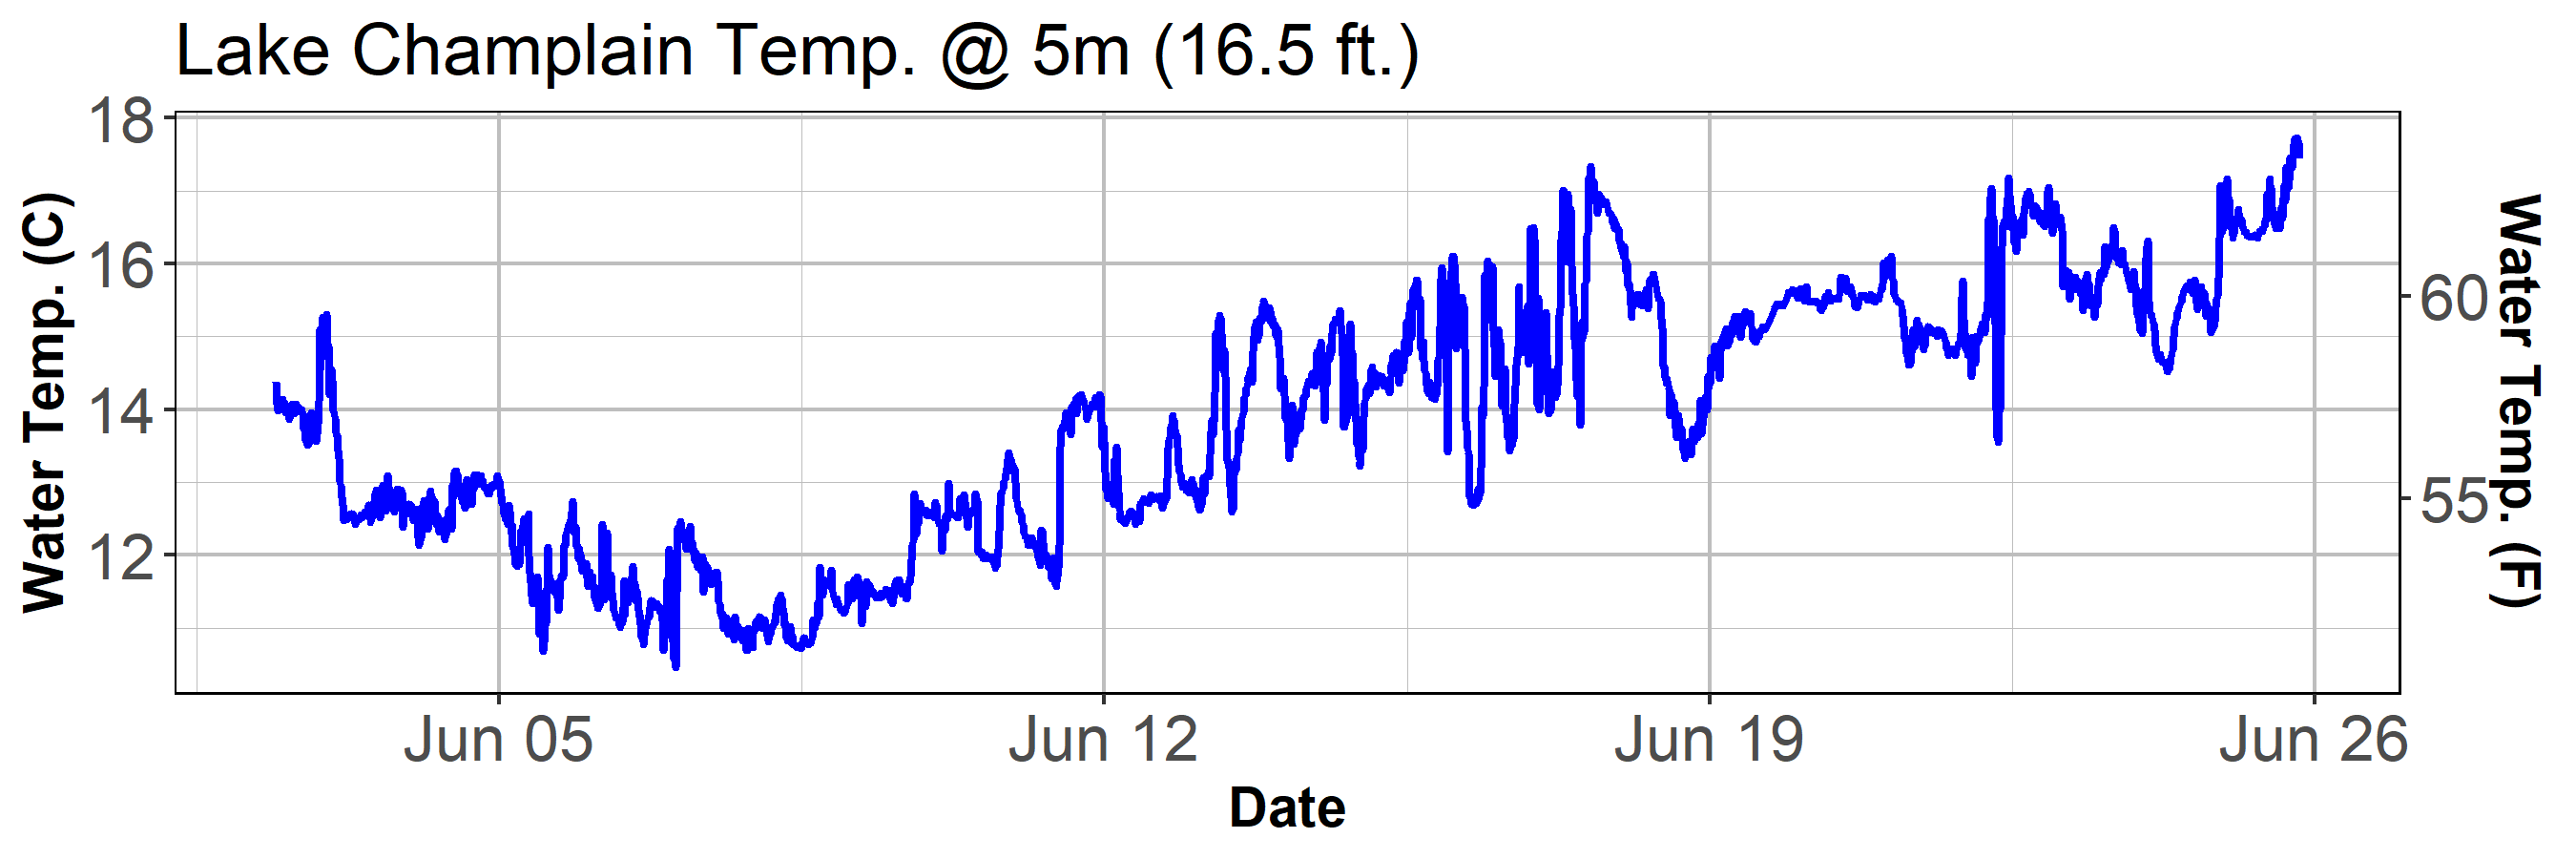 Lake Champlain Temp. @ 5m (16.5 ft.)
Water Temp. (C)
18
16
14
12
60
55
Water Temp. (F)
Jun 05 Jun 12 Jun 19 Jun 26
Date